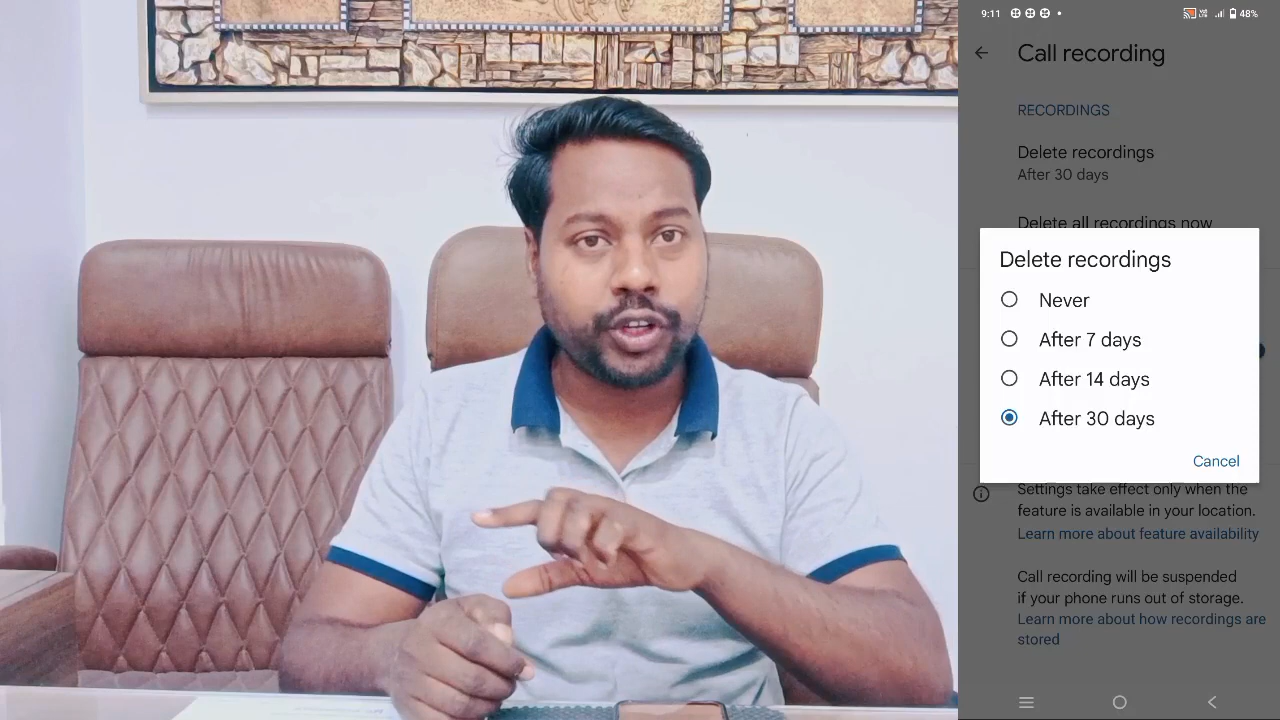 9:11
48%
Call recording
RECORDINGS
Delete recordings
After 30 days
Delete all recordings now
Delete recordings
Never
After 7 days
After 14 days
After 30 days
Cancel
Settings take effect only when the
feature is available in your location.
Learn more about feature availability
Call recording will be suspended
if your phone runs out of storage.
Learn more about how recordings are
stored